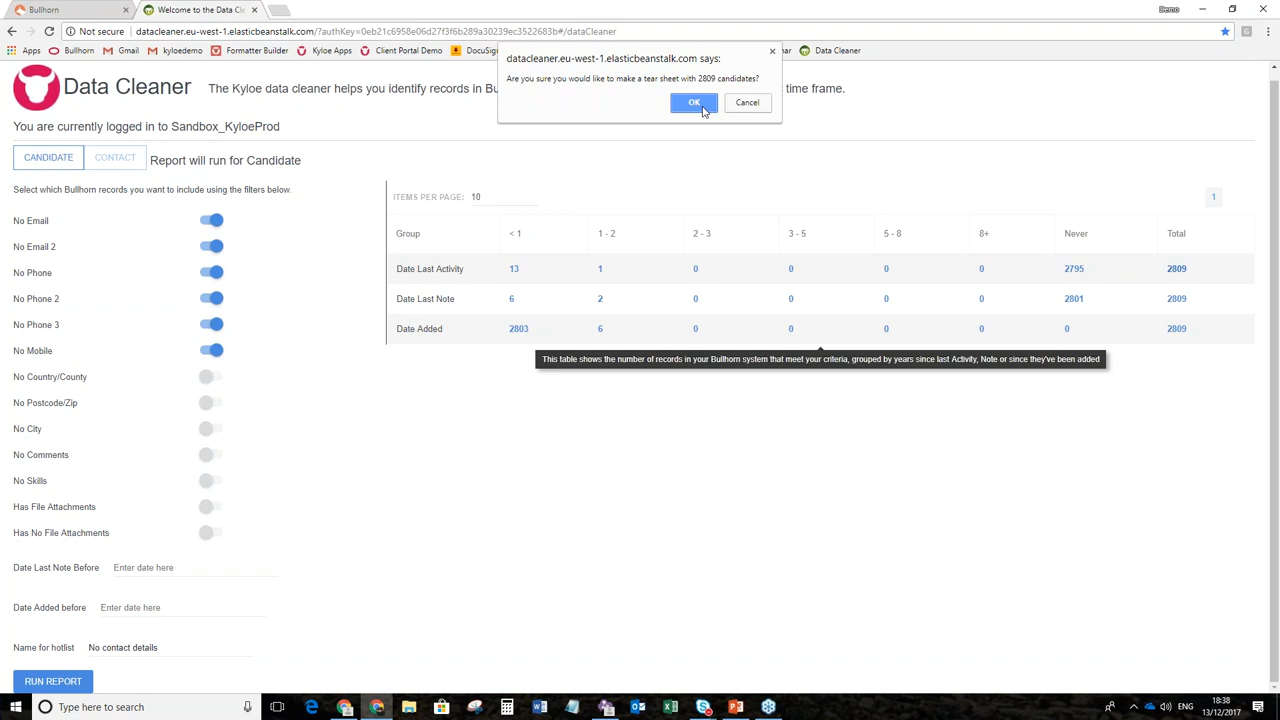 Bullhorn
Welcome to the Data Cle
Demo
Not secure
datacleaner.eu-west-1.elasticbeanstalk.com/?authKey=0eb21c6958e06d27f3f6b289a30239ec3522683b#/dataCleaner
Apps
Bullhorn
Gmail
kyloedemo
Formatter Builder
Kyloe Apps
Client Portal Demo
DocuSig
nar
Data Cleaner
datacleaner.eu-west-1.elasticbeanstalk.com says:
Are you sure you would like to make a tear sheet with 2809 candidates?
OK
Cancel
Data Cleaner
The Kyloe data cleaner helps you identify records in Bu
time frame.
You are currently logged in to Sandbox_KyloeProd
CANDIDATE
CONTACT
Report will run for Candidate
Select which Bullhorn records you want to include using the filters below.
No Email
No Email 2
No Phone
No Phone 2
No Phone 3
No Mobile
No Country/County
No Postcode/Zip
No City
No Comments
No Skills
Has File Attachments
Has No File Attachments
Date Last Note Before Enter date here
Date Added before Enter date here
Name for hotlist No contact details
RUN REPORT
ITEMS PER PAGE: 10
1
Group < 1 1 - 2 2 - 3 3 - 5 5 - 8 8+ Never Total
Date Last Activity 13 1 0 0 0 0 2795 2809
Date Last Note 6 2 0 0 0 0 2801 2809
Date Added 2803 6 0 0 0 0 0 2809
This table shows the number of records in your Bullhorn system that meet your criteria, grouped by years since last Activity, Note or since they've been added
Type here to search
ENG
18:38
13/12/2017